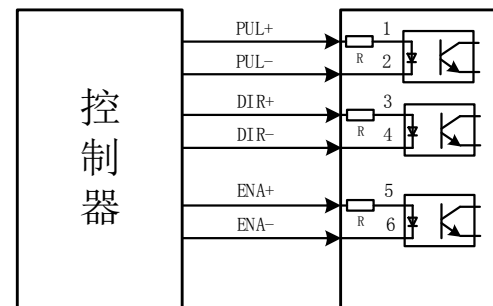 控制器
PUL+ 1
R
PUL- 2
DIR+ 3
R
DIR- 4
ENA+ 5
R
ENA- 6